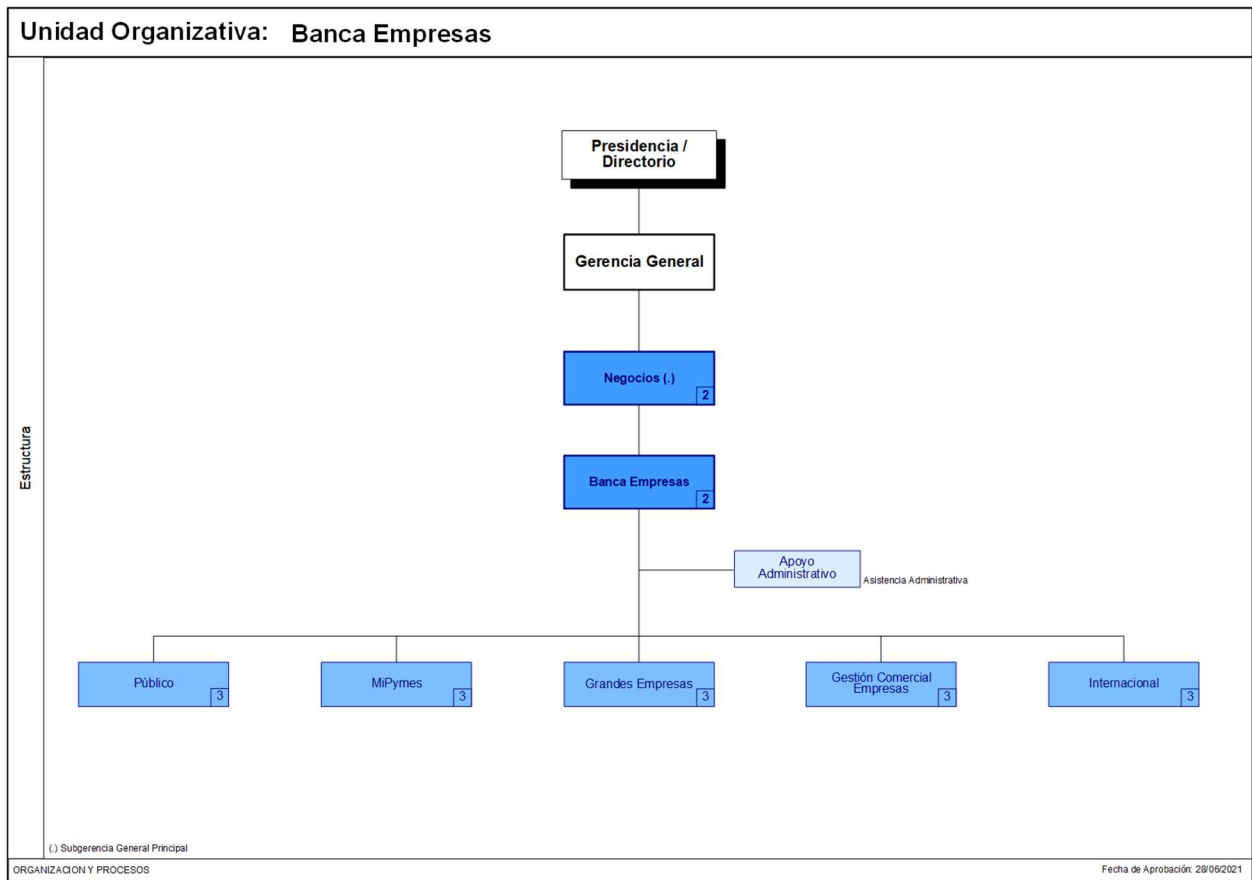 Unidad Organizativa: Banca Empresas
Estructura
Presidencia /
Directorio
Gerencia General
Negocios (.)
2
Banca Empresas
2
Apoyo
Administrativo
Asistencia Administrativa
Público
3
MiPymes
3
Grandes Empresas
3
Gestión Comercial
Empresas
3
Internacional
3
(.) Subgerencia General Principal
ORGANIZACION Y PROCESOS
Fecha de Aprobación: 28/06/2021